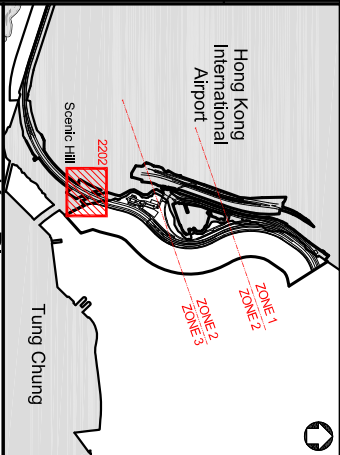 Hong Kong
International
Airport
Scenic Hill
2202
ZONE 1
ZONE 2
ZONE 2
ZONE 3
Tung Chung